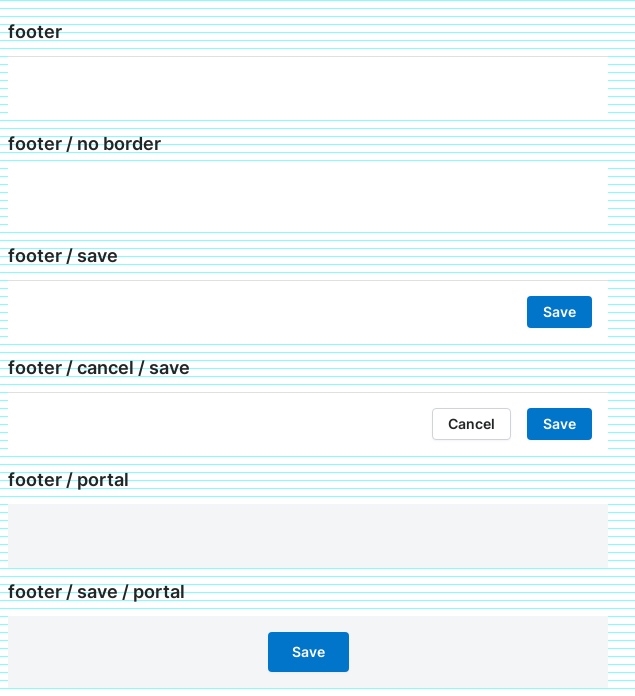 footer
footer / no border
footer / save
Save
footer / cancel / save
Cancel Save
footer / portal
footer / save / portal
Save